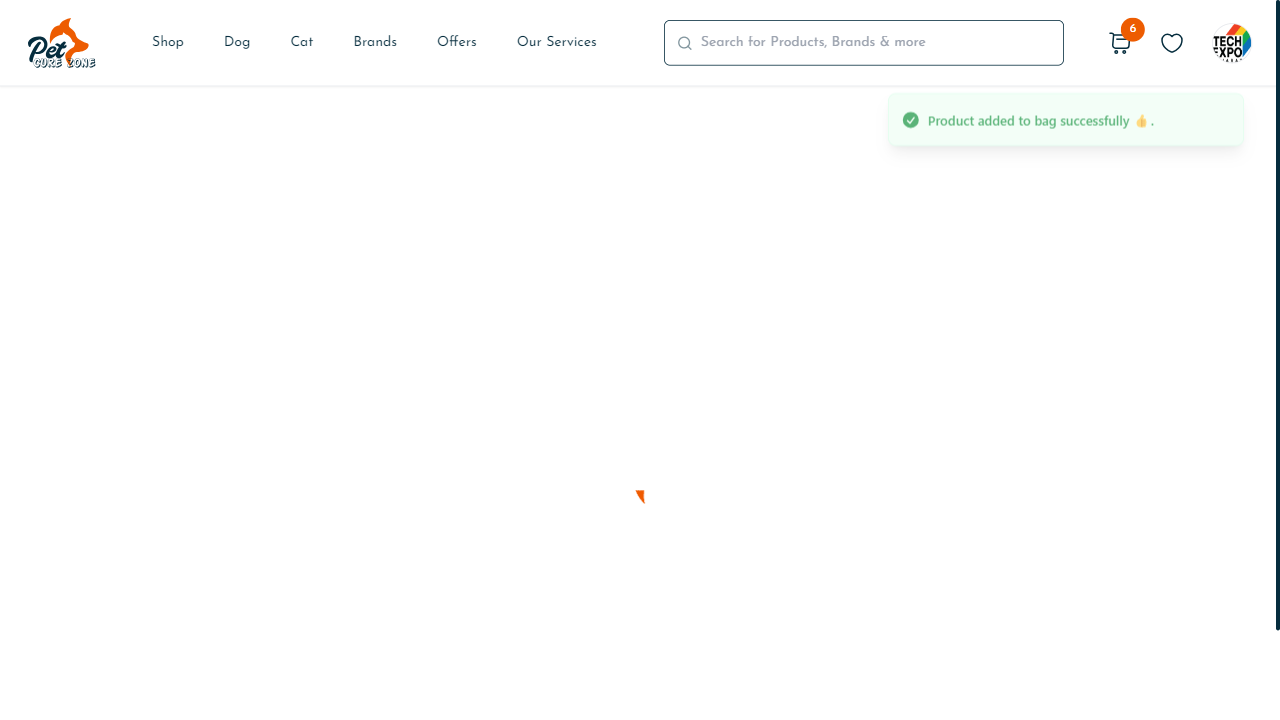 Pet
CURE ZONE
Shop
Dog
Cat
Brands
Offers
Our Services
Search for Products, Brands & more
6
TECH
EXPO
Product added to bag successfully 👍.